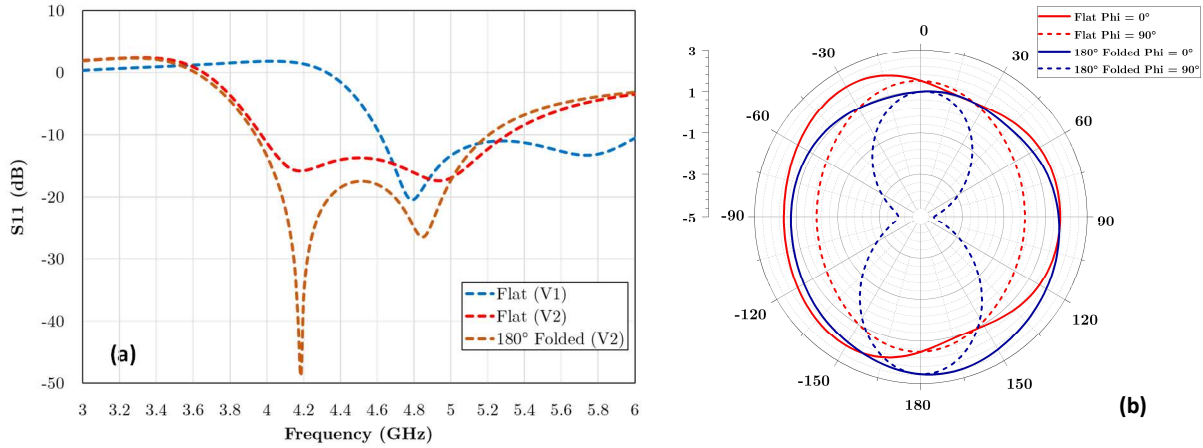 10
0
-10
-20
-30
-40
-50
S11 (dB)
3 3.2 3.4 3.6 3.8 4 4.2 4.4 4.6 4.8 5 5.2 5.4 5.6 5.8 6
Frequency (GHz)
Flat (V1)
Flat (V2)
180° Folded (V2)
(a)
Flat Phi = 0°
Flat Phi = 90°
180° Folded Phi = 0°
180° Folded Phi = 90°
3
1
-1
-3
-5
0
-30
30
-60
60
-90
90
-120
120
-150
150
180
(b)